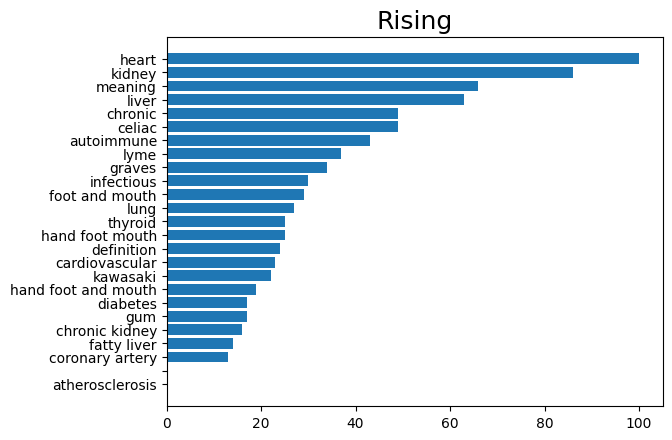 Rising
heart
kidney
meaning
liver
chronic
celiac
autoimmune
lyme
graves
infectious
foot and mouth
lung
thyroid
hand foot mouth
definition
cardiovascular
kawasaki
hand foot and mouth
diabetes
gum
chronic kidney
fatty liver
coronary artery
atherosclerosis
0 20 40 60 80 100